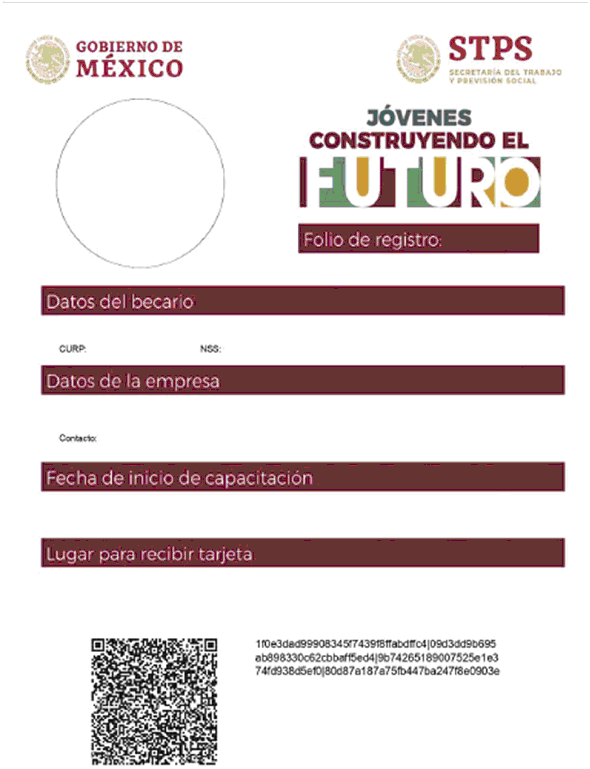 GOBIERNO DE
MÉXICO
STPS
SECRETARÍA DEL TRABAJO
Y PREVISIÓN SOCIAL
JÓVENES
CONSTRUYENDO EL
FUTURO
Folio de registro:
Datos del becario
CURP: NSS:
Datos de la empresa
Contacto:
Fecha de inicio de capacitación
Lugar para recibir tarjeta
1f0e3dad99908345f7439f8ffabdffc4|09d3dd9b695
ab898330c62cbbaff5ed4|9b74265189007525e1e3
74fd938d5ef0|80d87a187a75fb447ba247f8e0903e